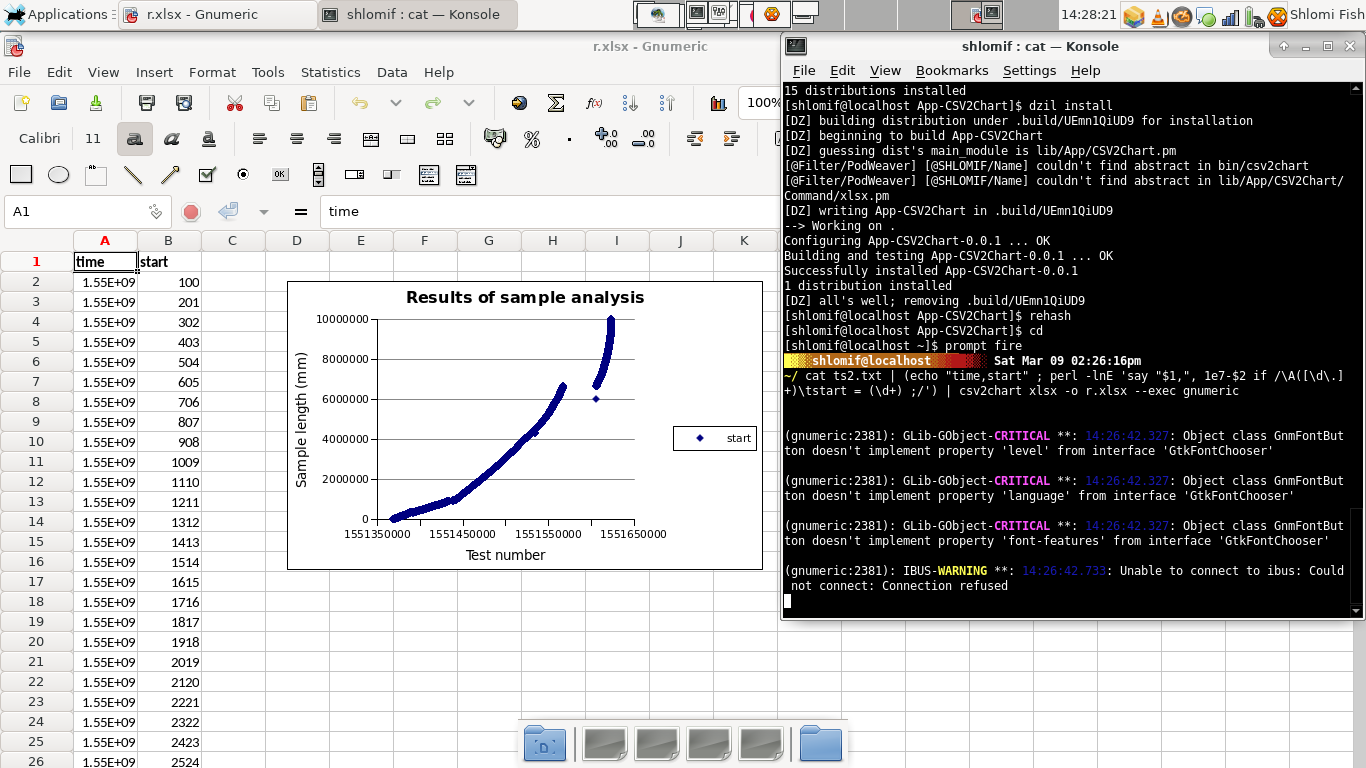 Applications
r.xlsx - Gnumeric
shlomif : cat — Konsole
14:28:21
Shlomi Fish
r.xlsx - Gnumeric
File Edit View Insert Format Tools Statistics Data Help
100%
Calibri 11 a a
OK
A1
= time
A B C D E F G H I J K
1 time start
2 1.55E+09 100
3 1.55E+09 201
4 1.55E+09 302
5 1.55E+09 403
6 1.55E+09 504
7 1.55E+09 605
8 1.55E+09 706
9 1.55E+09 807
10 1.55E+09 908
11 1.55E+09 1009
12 1.55E+09 1110
13 1.55E+09 1211
14 1.55E+09 1312
15 1.55E+09 1413
16 1.55E+09 1514
17 1.55E+09 1615
18 1.55E+09 1716
19 1.55E+09 1817
20 1.55E+09 1918
21 1.55E+09 2019
22 1.55E+09 2120
23 1.55E+09 2221
24 1.55E+09 2322
25 1.55E+09 2423
26 1.55E+09 2524
Results of sample analysis
Sample length (mm)
10000000
8000000
6000000
4000000
2000000
0
1551350000 1551450000 1551550000 1551650000
Test number
start
shlomif : cat — Konsole
File Edit View Bookmarks Settings Help
15 distributions installed
[shlomif@localhost App-CSV2Chart]$ dzil install
[DZ] building distribution under .build/UEmn1QiUD9 for installation
[DZ] beginning to build App-CSV2Chart
[DZ] guessing dist's main module is lib/App/CSV2Chart.pm
[@Filter/PodWeaver] [@SHLOMIF/Name] couldn't find abstract in bin/csv2chart
[@Filter/PodWeaver] [@SHLOMIF/Name] couldn't find abstract in lib/App/CSV2Chart/
Command/xlsx.pm
[DZ] writing App-CSV2Chart in .build/UEmn1QiUD9
--> Working on .
Configuring App-CSV2Chart-0.0.1 ... OK
Building and testing App-CSV2Chart-0.0.1 ... OK
Successfully installed App-CSV2Chart-0.0.1
1 distribution installed
[DZ] all's well; removing .build/UEmn1QiUD9
[shlomif@localhost App-CSV2Chart]$ rehash
[shlomif@localhost App-CSV2Chart]$ cd
[shlomif@localhost ~]$ prompt fire
shlomif@localhost Sat Mar 09 02:26:16pm
~/ cat ts2.txt | (echo "time,start" ; perl -lnE 'say "$1,", 1e7-$2 if /\A([\d\.]
+)\tstart = (\d+) ;/') | csv2chart xlsx -o r.xlsx --exec gnumeric
(gnumeric:2381): GLib-GObject-CRITICAL **: 14:26:42.327: Object class GnmFontBut
ton doesn't implement property 'level' from interface 'GtkFontChooser'
(gnumeric:2381): GLib-GObject-CRITICAL **: 14:26:42.327: Object class GnmFontBut
ton doesn't implement property 'language' from interface 'GtkFontChooser'
(gnumeric:2381): GLib-GObject-CRITICAL **: 14:26:42.327: Object class GnmFontBut
ton doesn't implement property 'font-features' from interface 'GtkFontChooser'
(gnumeric:2381): IBUS-WARNING **: 14:26:42.733: Unable to connect to ibus: Could
not connect: Connection refused